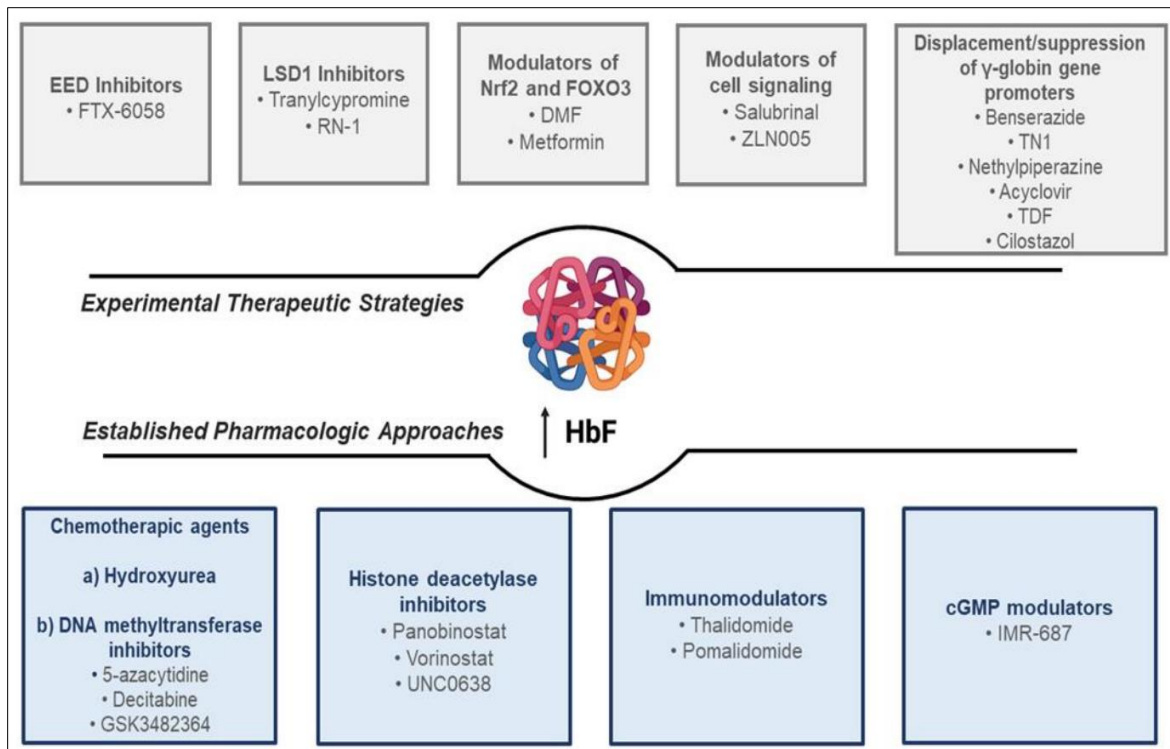 EED Inhibitors
• FTX-6058
LSD1 Inhibitors
• Tranylcypromine
• RN-1
Modulators of
Nrf2 and FOXO3
• DMF
• Metformin
Modulators of
cell signaling
• Salubrinal
• ZLN005
Displacement/suppression
of γ-globin gene
promoters
• Benserazide
• TN1
• Nethylpiperazine
• Acyclovir
• TDF
• Cilostazol
Experimental Therapeutic Strategies
Established Pharmacologic Approaches
↑ HbF
Chemotherapic agents
a) Hydroxyurea
b) DNA methyltransferase
inhibitors
• 5-azacytidine
• Decitabine
• GSK3482364
Histone deacetylase
inhibitors
• Panobinostat
• Vorinostat
• UNC0638
Immunomodulators
• Thalidomide
• Pomalidomide
cGMP modulators
• IMR-687